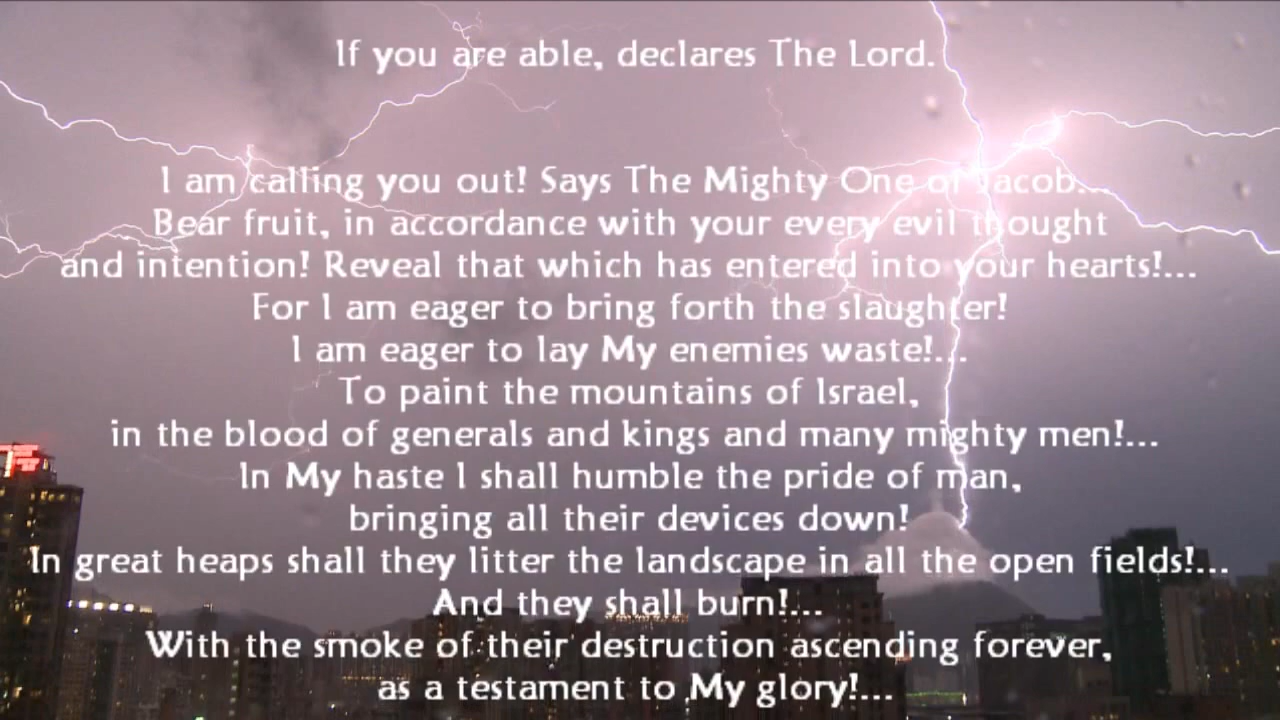 If you are able, declares The Lord.
I am calling you out! Says The Mighty One of Jacob...
Bear fruit, in accordance with your every evil thought
and intention! Reveal that which has entered into your hearts!...
For I am eager to bring forth the slaughter!
I am eager to lay My enemies waste!...
To paint the mountains of Israel,
in the blood of generals and kings and many mighty men!...
In My haste I shall humble the pride of man,
bringing all their devices down!
In great heaps shall they litter the landscape in all the open fields!...
And they shall burn!...
With the smoke of their destruction ascending forever,
as a testament to My glory!...